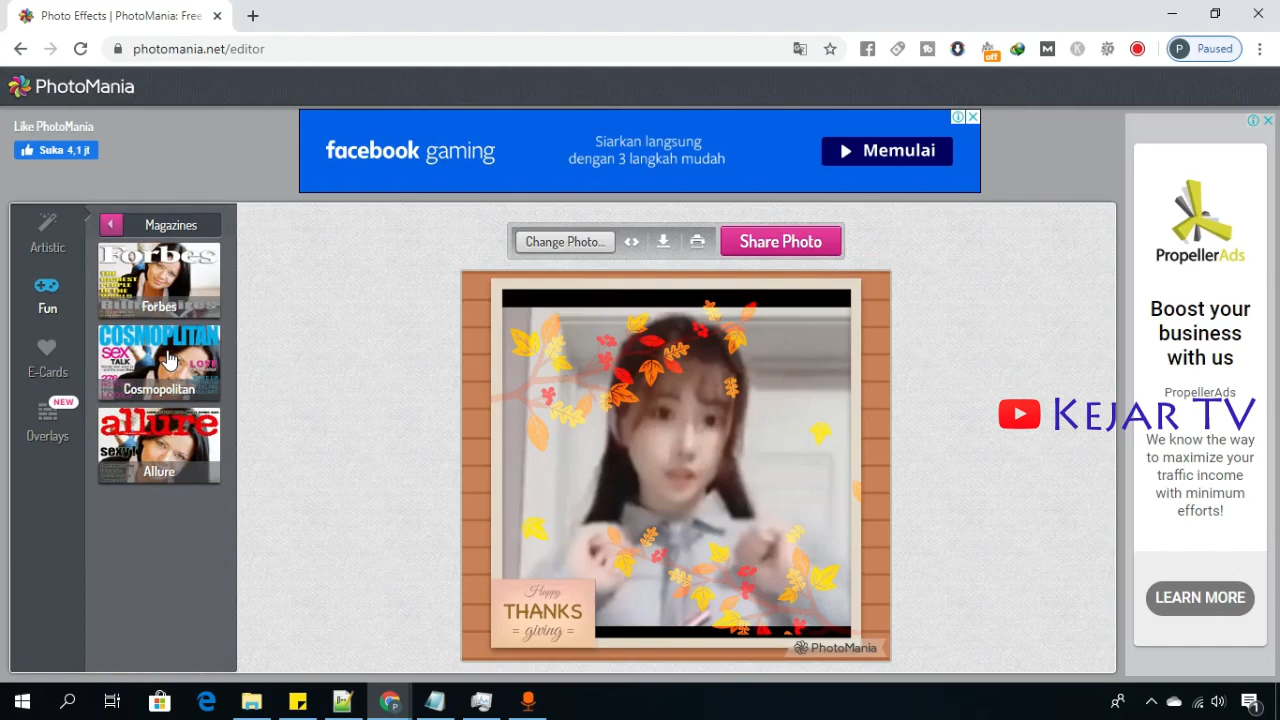 Photo Effects | PhotoMania: Free
photomania.net/editor
off
P Paused
PhotoMania
Like PhotoMania
Suka 4,1 jt
facebook gaming
Siarkan langsung
dengan 3 langkah mudah
Memulai
Artistic
Fun
E-Cards
NEW
Overlays
Magazines
Forbes
Forbes
COSMOPLITAN
SEX
TALK
LOVE
Cosmopolitan
allure
sexy
Allure
Change Photo...
Share Photo
Happy
THANKS
= giving =
PhotoMania
PropellerAds
Boost your
business
with us
PropellerAds
KEJAR TV
We know the way
to maximize your
traffic income
with minimum
efforts!
LEARN MORE
1